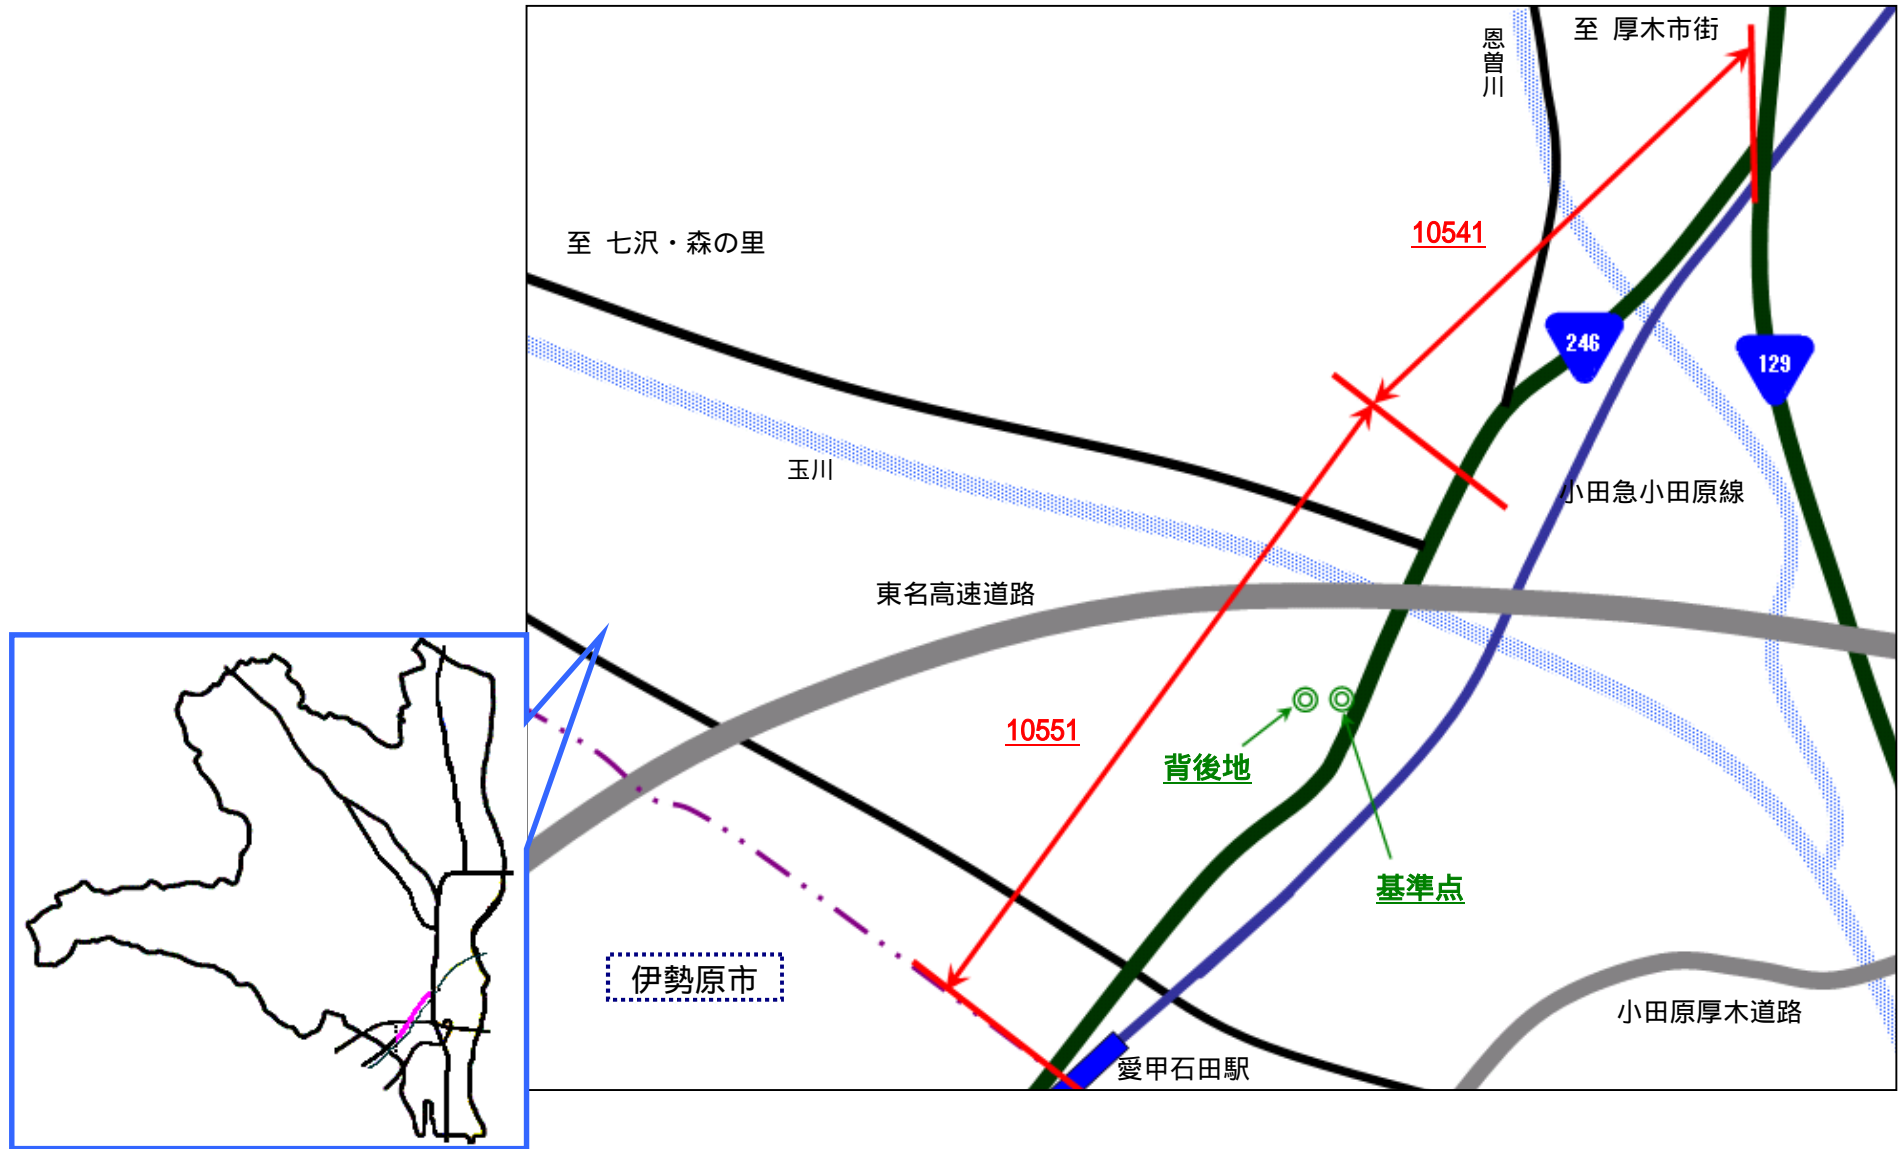 至 厚木市街
恩曽川
至 七沢・森の里
10541
246
129
玉川
小田急小田原線
東名高速道路
10551
背後地
基準点
伊勢原市
小田原厚木道路
愛甲石田駅